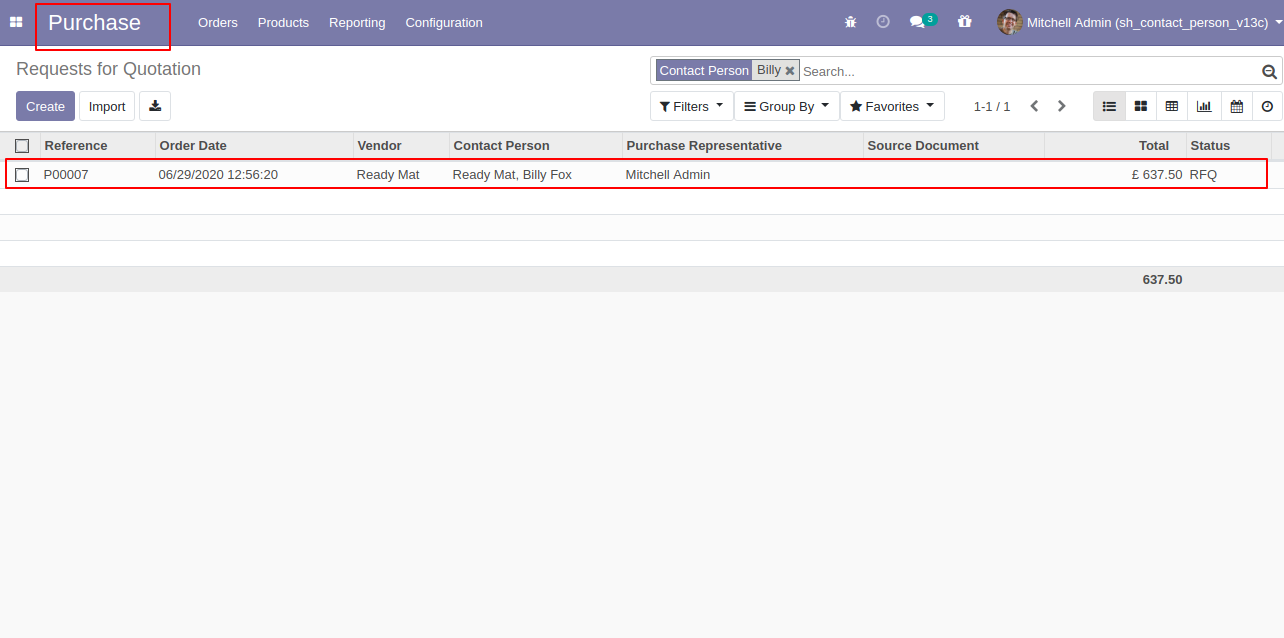 Purchase Orders Products Reporting Configuration 3 Mitchell Admin (sh_contact_person_v13c)
Requests for Quotation
Contact Person Billy Search...
Create Import Filters Group By Favorites 1-1 / 1
Reference Order Date Vendor Contact Person Purchase Representative Source Document Total Status
P00007 06/29/2020 12:56:20 Ready Mat Ready Mat, Billy Fox Mitchell Admin £ 637.50 RFQ
637.50